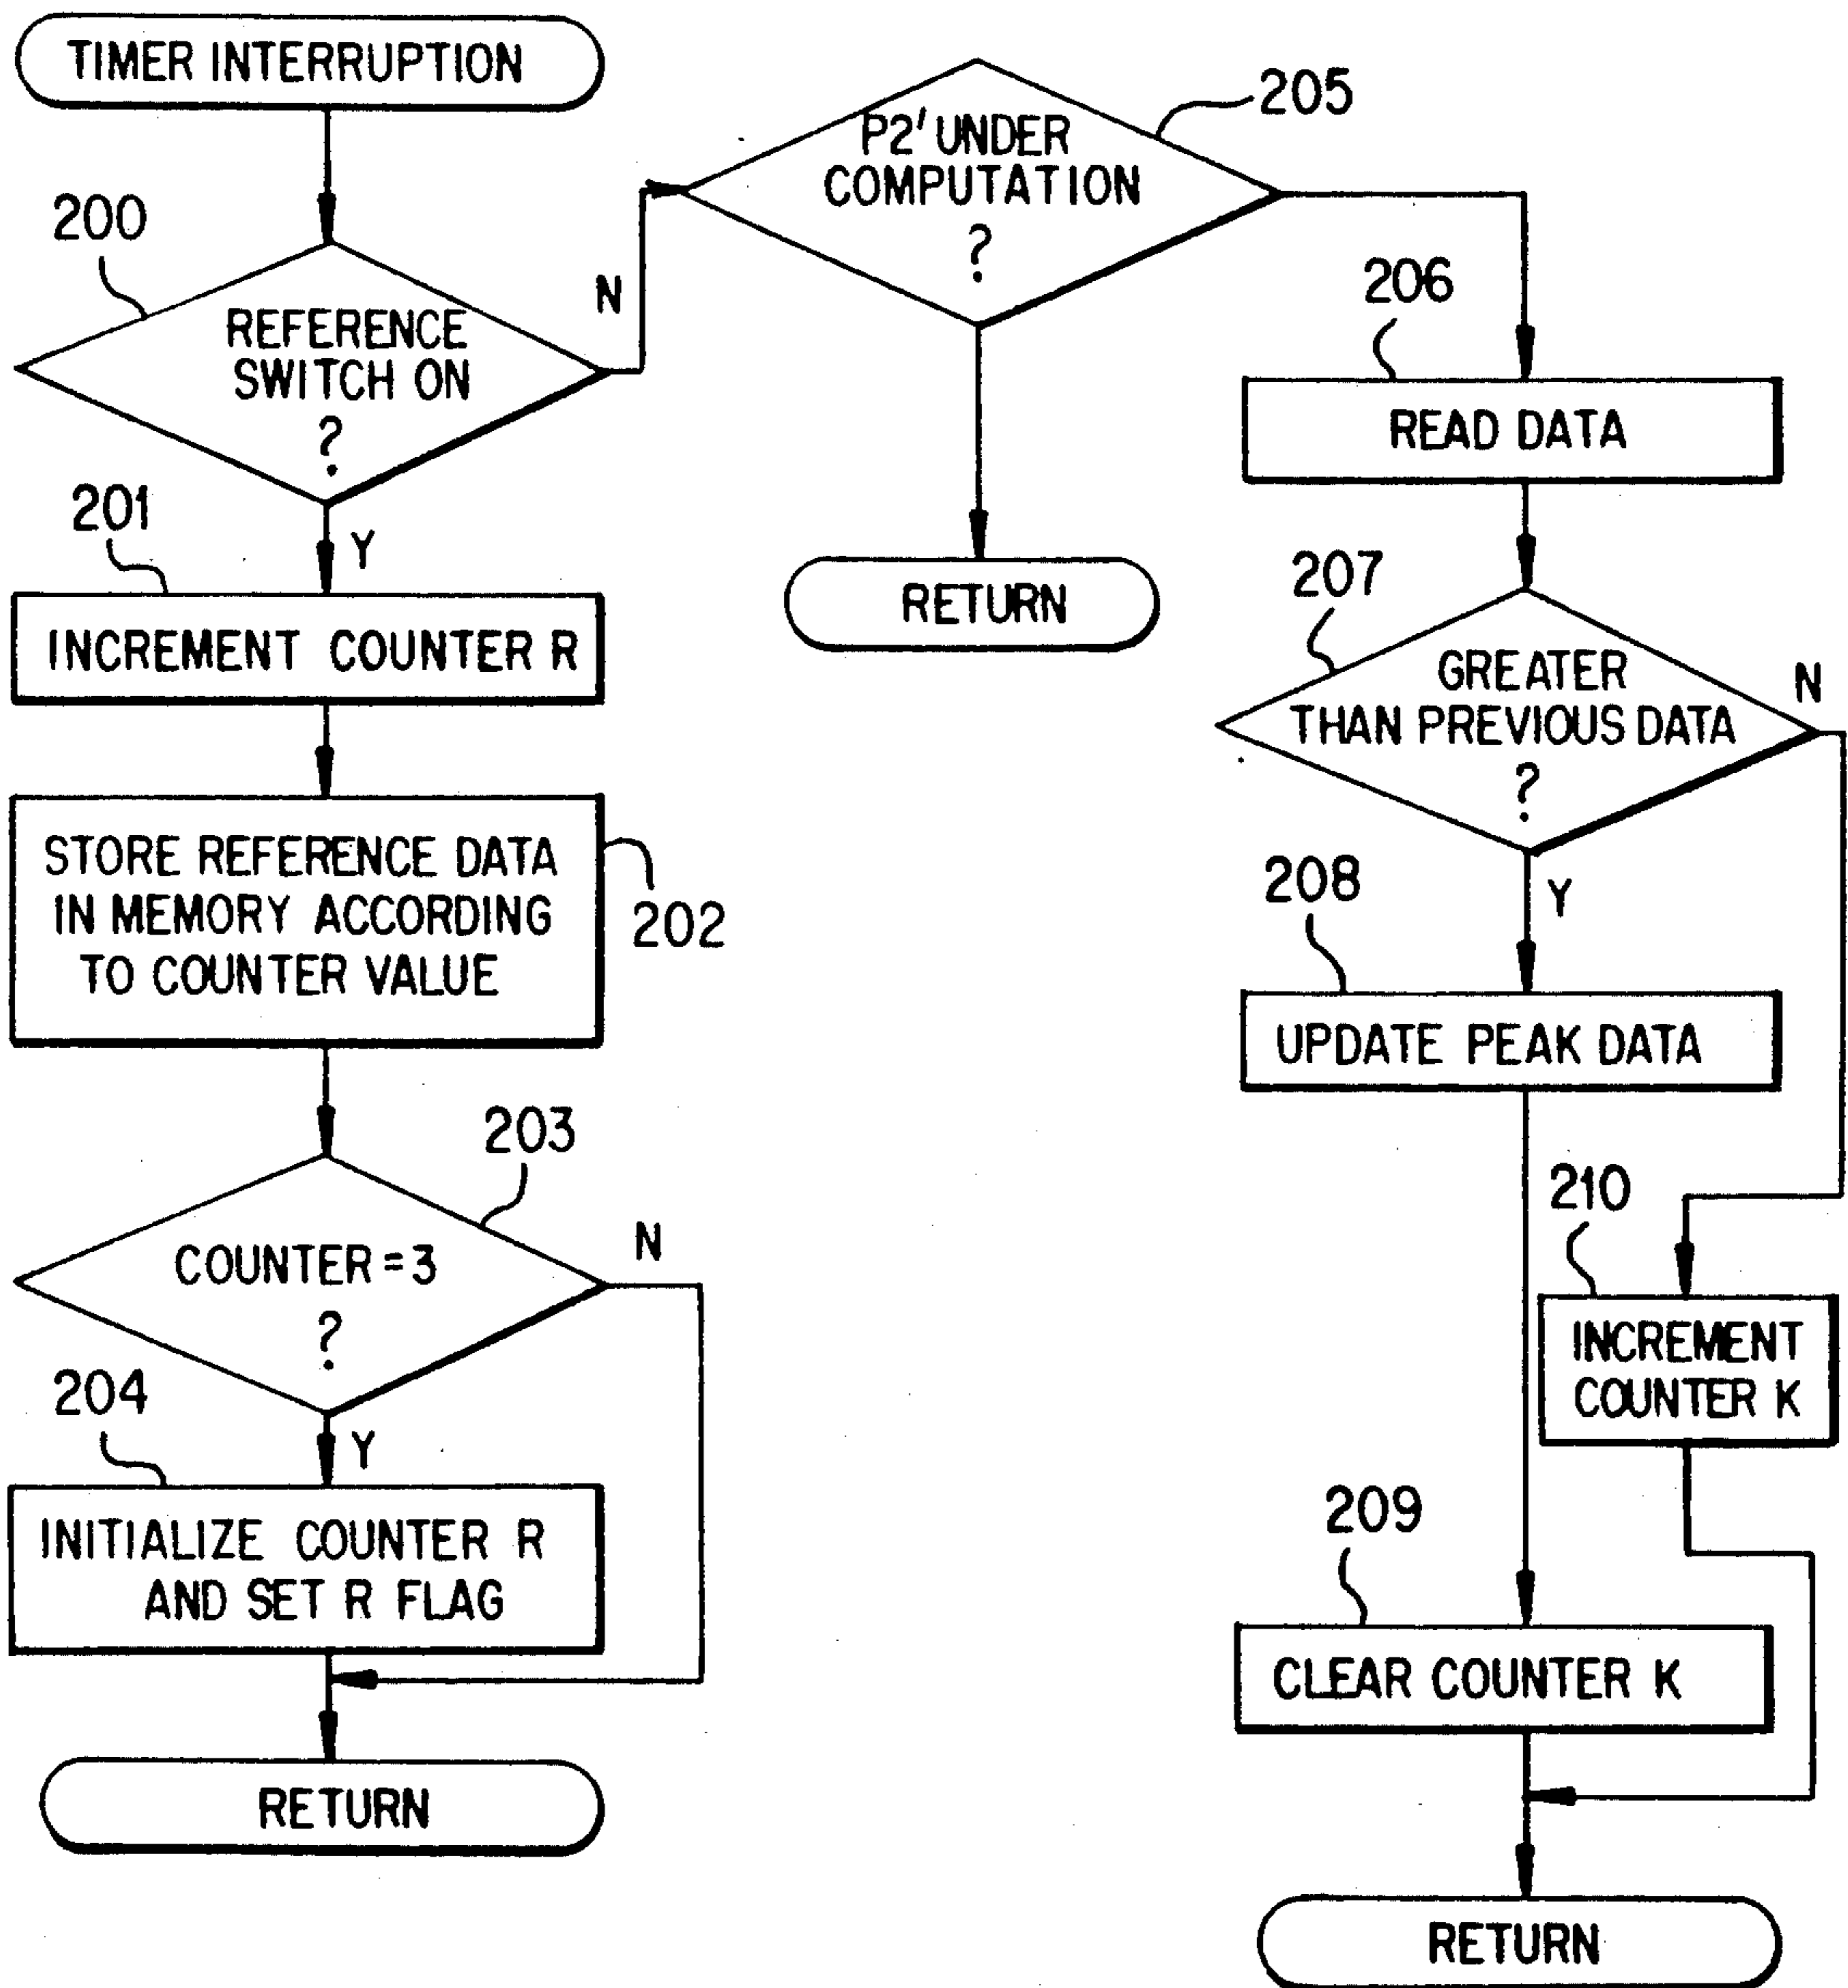 TIMER INTERRUPTION
200
REFERENCE
SWITCH ON
?
N
Y
201
INCREMENT COUNTER R
STORE REFERENCE DATA
IN MEMORY ACCORDING
TO COUNTER VALUE
202
203
COUNTER = 3
?
N
Y
204
INITIALIZE COUNTER R
AND SET R FLAG
RETURN
205
P2' UNDER
COMPUTATION
?
RETURN
206
READ DATA
207
GREATER
THAN PREVIOUS DATA
?
N
Y
208
UPDATE PEAK DATA
210
INCREMENT
COUNTER K
209
CLEAR COUNTER K
RETURN